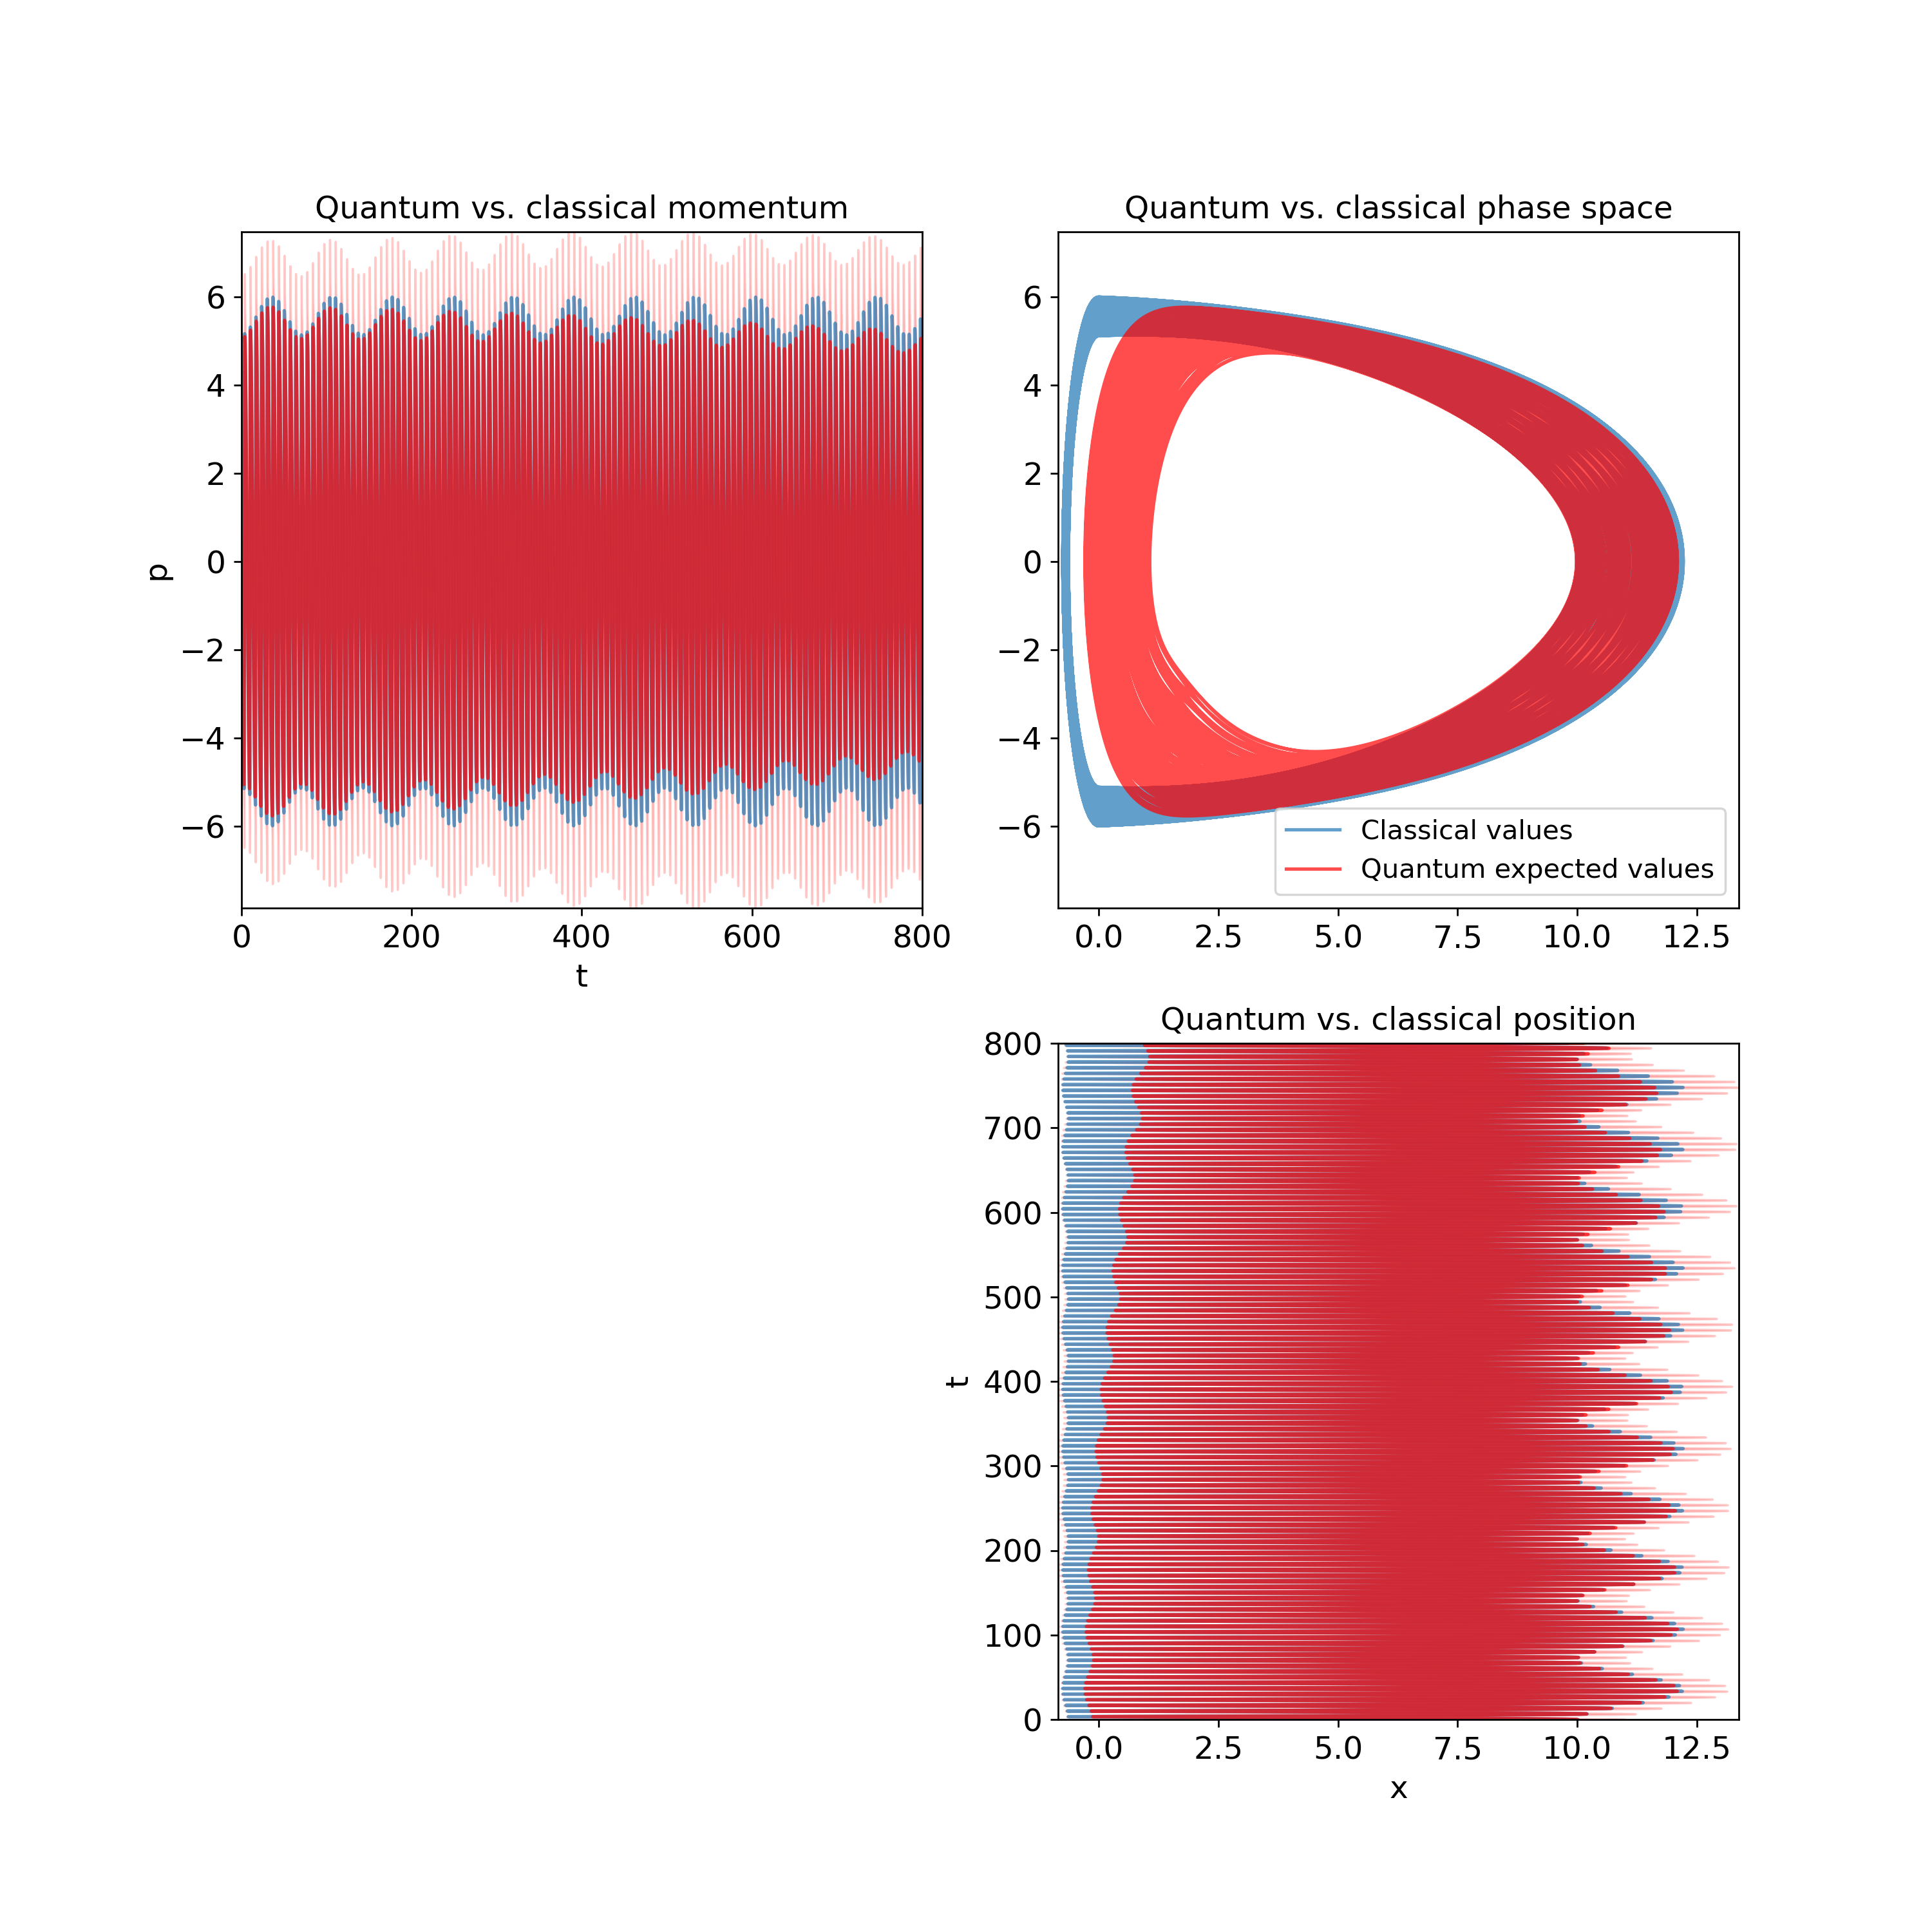 Quantum vs. classical momentum
6
4
2
0
−2
−4
−6
p
0 200 400 600 800
t
Quantum vs. classical phase space
6
4
2
0
−2
−4
−6
Classical values
Quantum expected values
0.0 2.5 5.0 7.5 10.0 12.5
Quantum vs. classical position
800
700
600
500
400
300
200
100
0
t
0.0 2.5 5.0 7.5 10.0 12.5
x